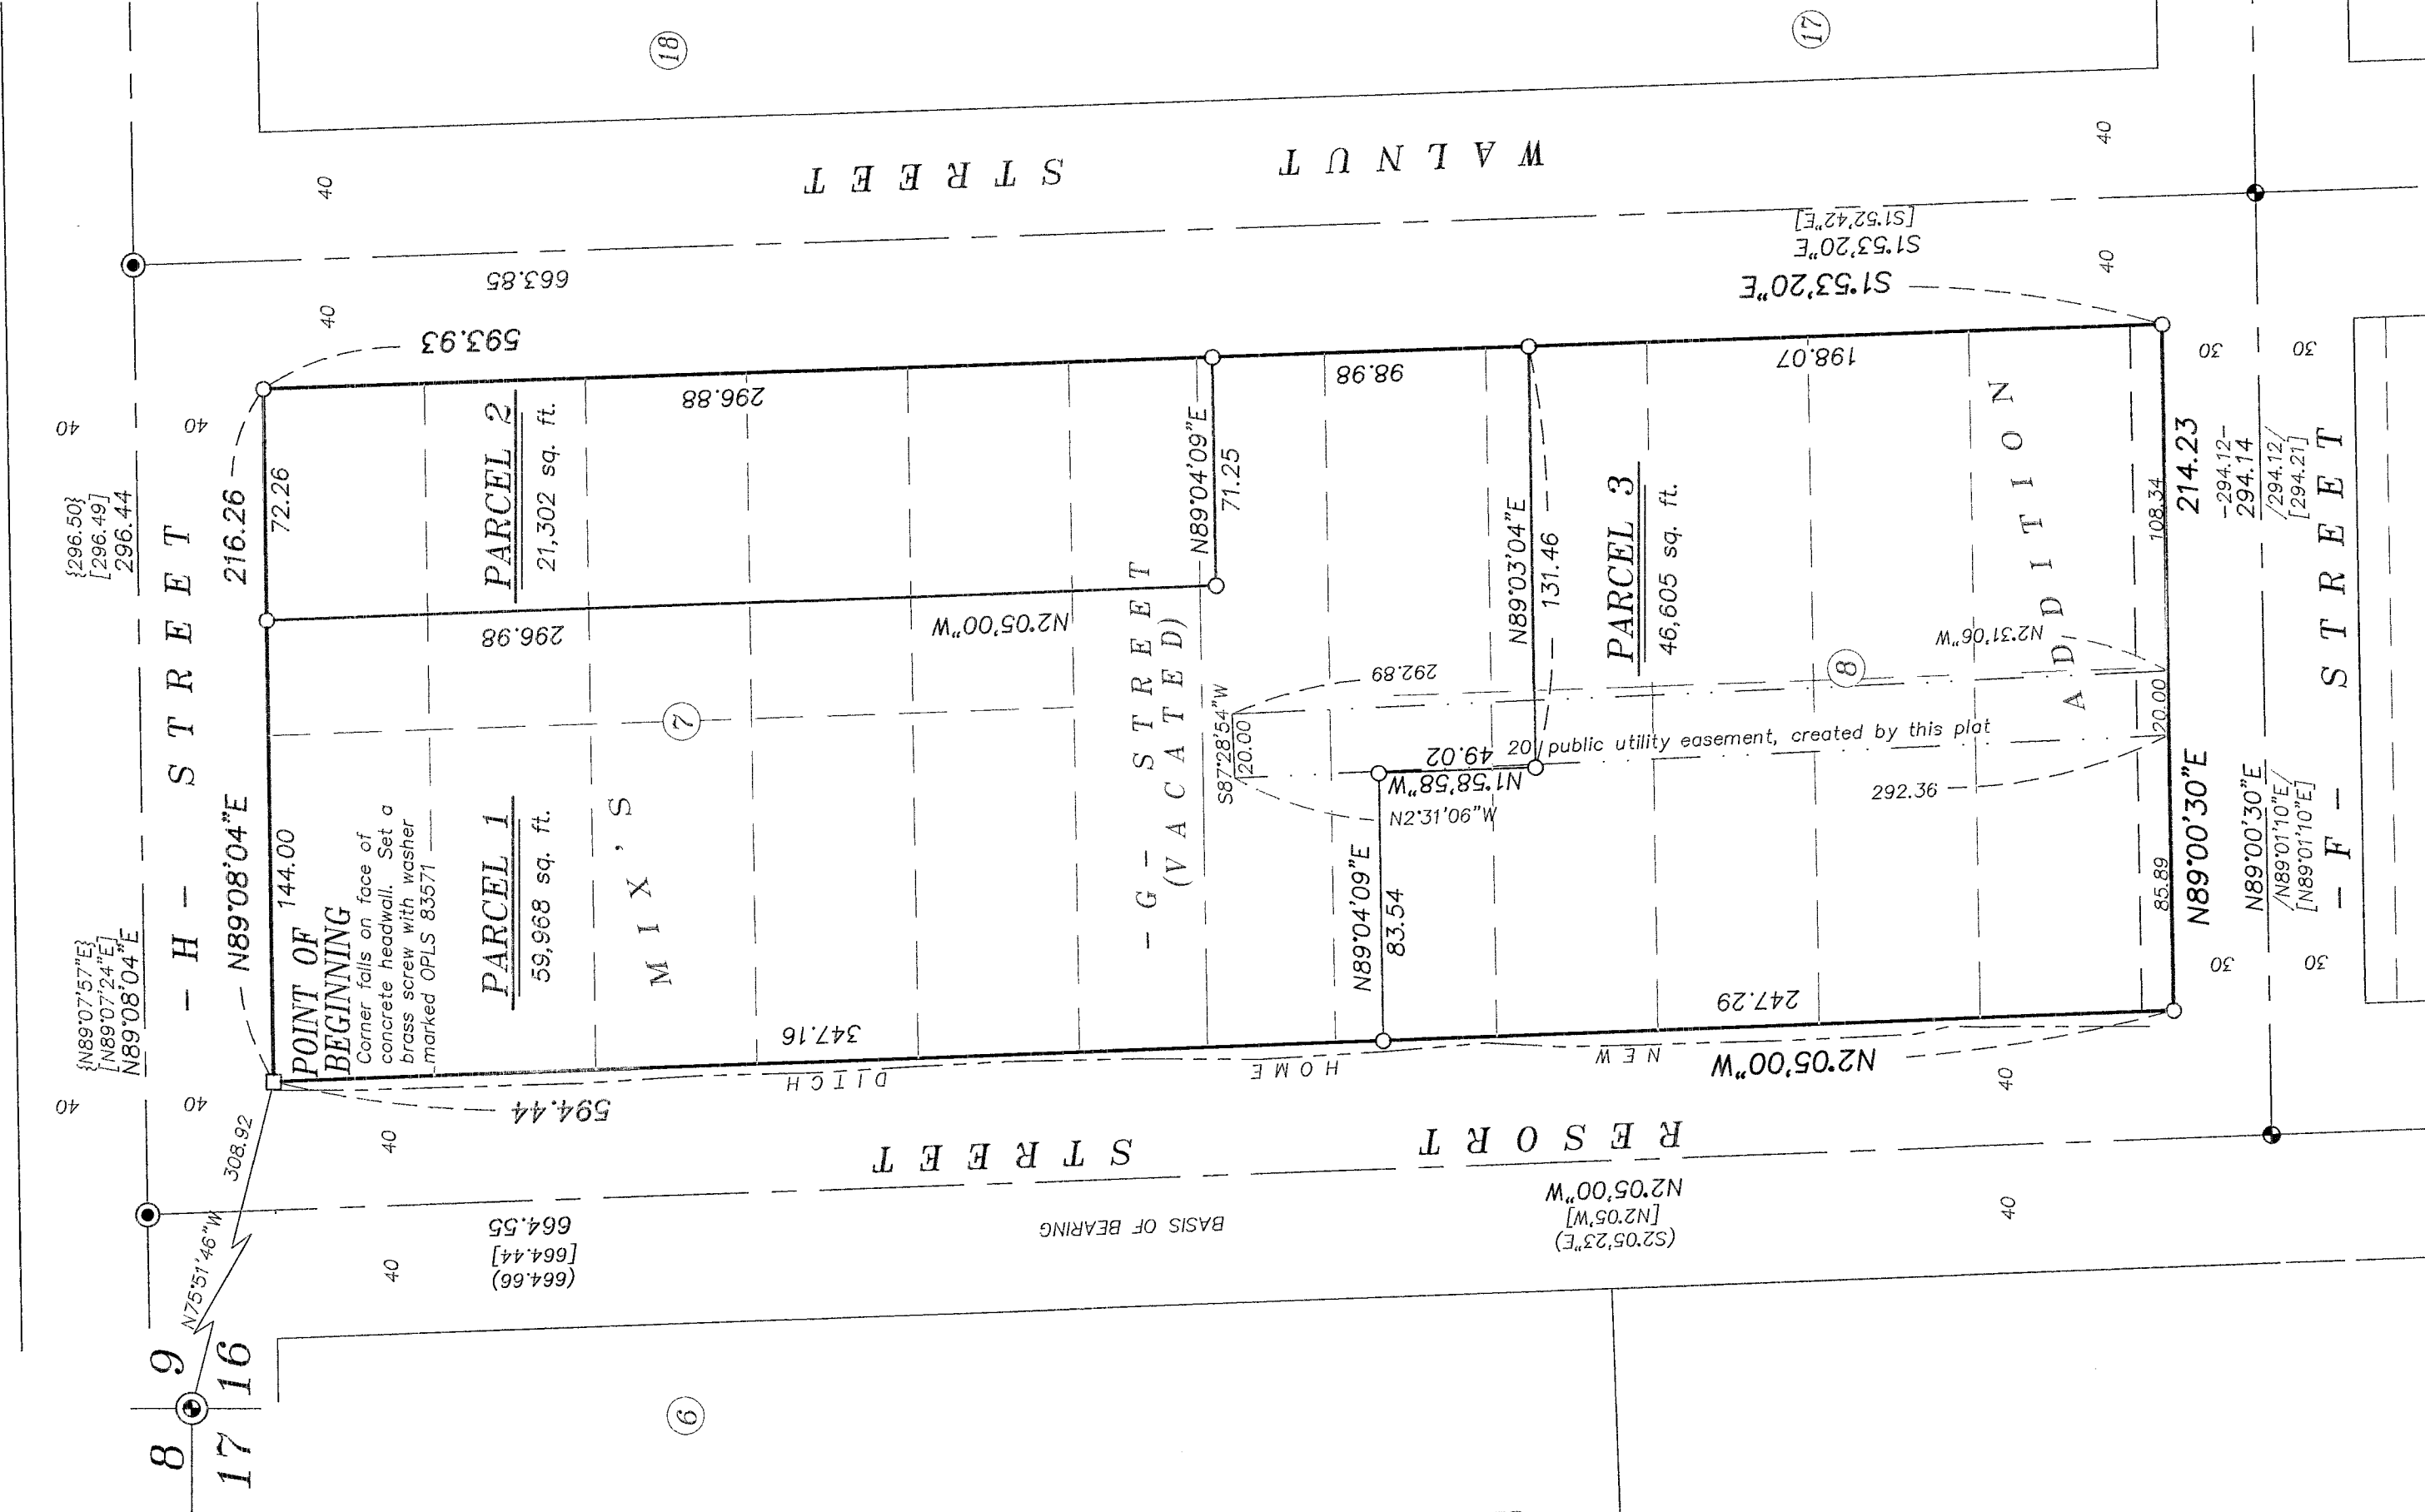 8 9
17 16
N75°51'46"W
308.92
{N89°07'57"E}
[N89°07'24"E]
N89°08'04"E
{296.50}
[296.49]
296.44
40
40
40
40
- H - STREET
N89°08'04"E
216.26
144.00
72.26
POINT OF
BEGINNING
Corner falls on face of
concrete headwall. Set a
brass screw with washer
marked OPLS 83571
PARCEL 1
59,968 sq. ft.
PARCEL 2
21,302 sq. ft.
PARCEL 3
46,605 sq. ft.
MIX'S
ADDITION
6
7
8
18
17
- G - STREET
(VACATED)
N89°04'09"E
71.25
S87°28'54"W
20.00
N89°04'09"E
83.54
N89°03'04"E
131.46
N2°31'06"W
20' public utility easement, created by this plat
292.36
85.89
20.00
108.34
N89°00'30"E
214.23
30
30
30
30
N89°00'30"E
/N89°01'10"E/
[N89°01'10"E]
-294.12-
294.14
/294.12/
[294.21]
- F - STREET
WALNUT STREET
40
40
40
40
663.85
S1°53'20"E
[S1°52'42"E]
593.93
S1°53'20"E
296.88
98.98
198.07
296.98
N2°05'00"W
292.89
N2°31'06"W
49.02
N1°58'58"W
347.16
247.29
594.44
N2°05'00"W
NEW HOME DITCH
RESORT STREET
40
40
40
40
664.55
[664.44]
(664.66)
BASIS OF BEARING
N2°05'00"W
[N2°05'W]
(S2°05'23"E)